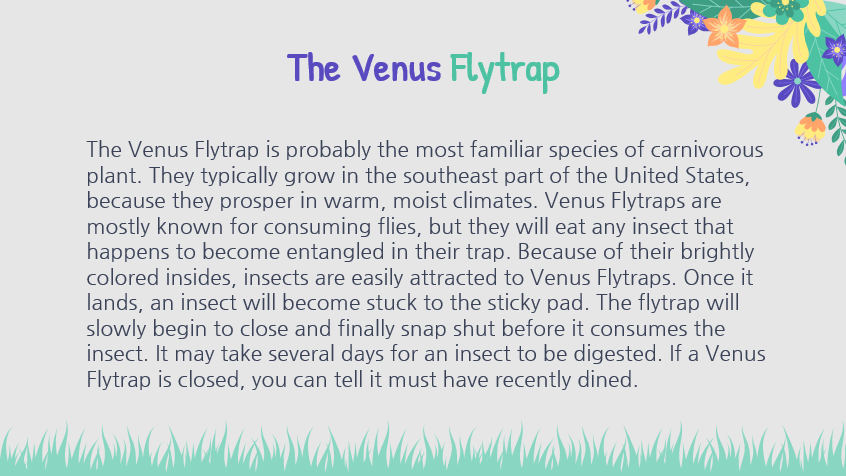 The Venus Flytrap
The Venus Flytrap is probably the most familiar species of carnivorous
plant. They typically grow in the southeast part of the United States,
because they prosper in warm, moist climates. Venus Flytraps are
mostly known for consuming flies, but they will eat any insect that
happens to become entangled in their trap. Because of their brightly
colored insides, insects are easily attracted to Venus Flytraps. Once it
lands, an insect will become stuck to the sticky pad. The flytrap will
slowly begin to close and finally snap shut before it consumes the
insect. It may take several days for an insect to be digested. If a Venus
Flytrap is closed, you can tell it must have recently dined.